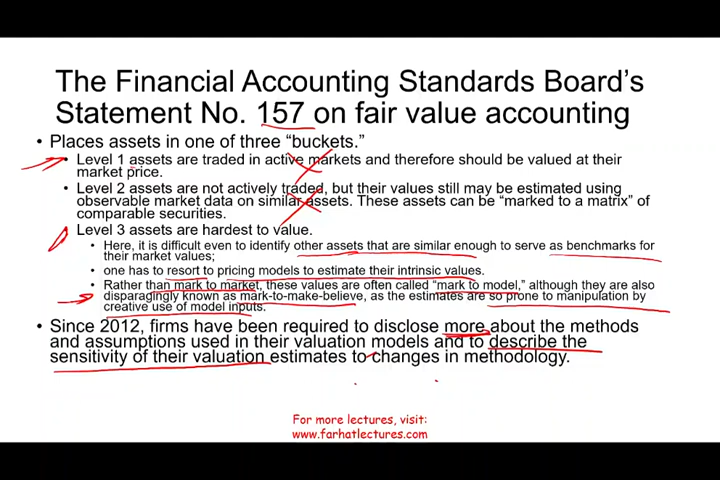 The Financial Accounting Standards Board's
Statement No. 157 on fair value accounting
• Places assets in one of three "buckets."
• Level 1 assets are traded in active markets and therefore should be valued at their
market price.
• Level 2 assets are not actively traded, but their values still may be estimated using
observable market data on similar assets. These assets can be "marked to a matrix" of
comparable securities.
Level 3 assets are hardest to value.
• Here, it is difficult even to identify other assets that are similar enough to serve as benchmarks for
their market values;
• one has to resort to pricing models to estimate their intrinsic values.
• Rather than mark to market, these values are often called "mark to model," although they are also
disparagingly known as mark-to-make-believe, as the estimates are so prone to manipulation by
creative use of model inputs.
• Since 2012, firms have been required to disclose more about the methods
and assumptions used in their valuation models and to describe the
sensitivity of their valuation estimates to changes in methodology.
For more lectures, visit:
www.farhatlectures.com